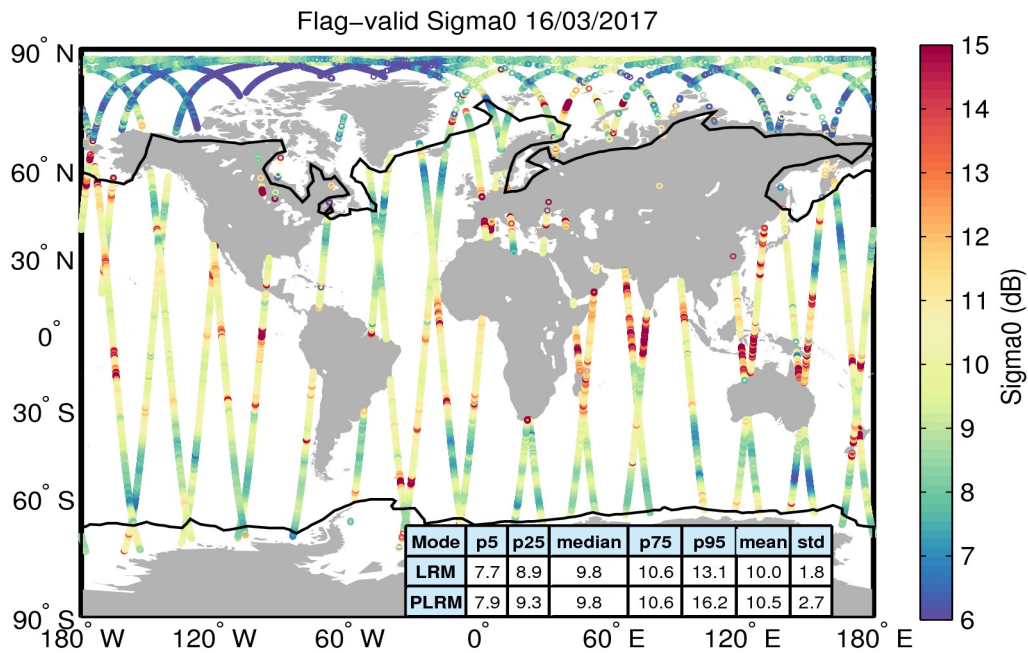 Flag−valid Sigma0 16/03/2017
90° N
60° N
30° N
0°
30° S
60° S
90° S
180° W
120° W
60° W
0°
60° E
120° E
180° E
Mode p5 p25 median p75 p95 mean std
LRM 7.7 8.9 9.8 10.6 13.1 10.0 1.8
PLRM 7.9 9.3 9.8 10.6 16.2 10.5 2.7
15
14
13
12
11
10
9
8
7
6
Sigma0 (dB)